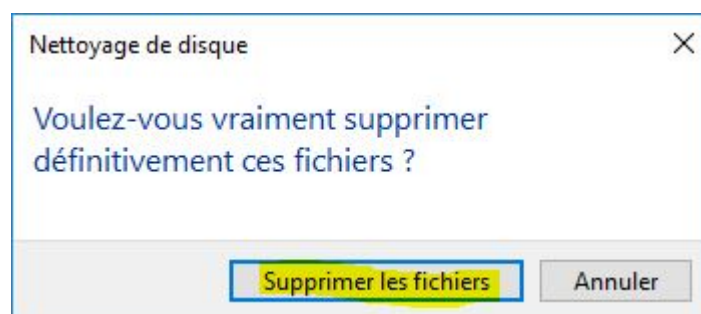 Nettoyage de disque
Voulez-vous vraiment supprimer
définitivement ces fichiers ?
Supprimer les fichiers
Annuler